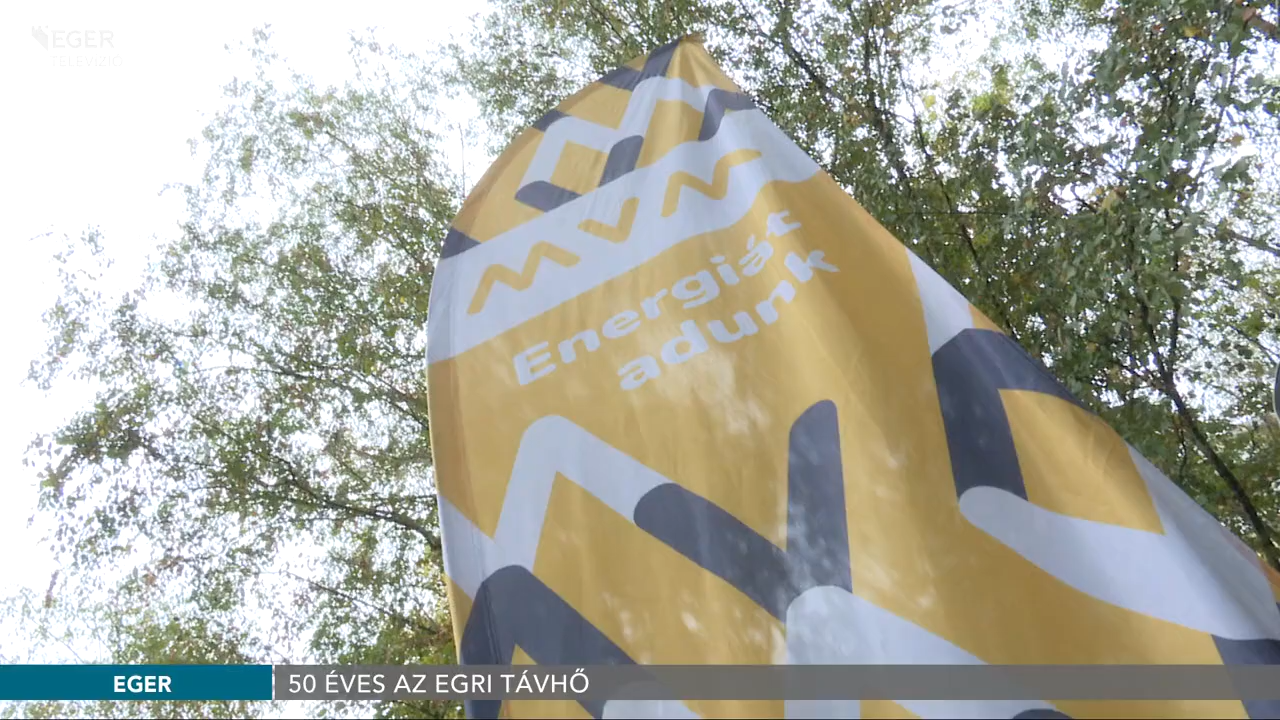 EGER
TELEVÍZIÓ
MVM
Energiát
adunk
EGER
50 ÉVES AZ EGRI TÁVHŐ